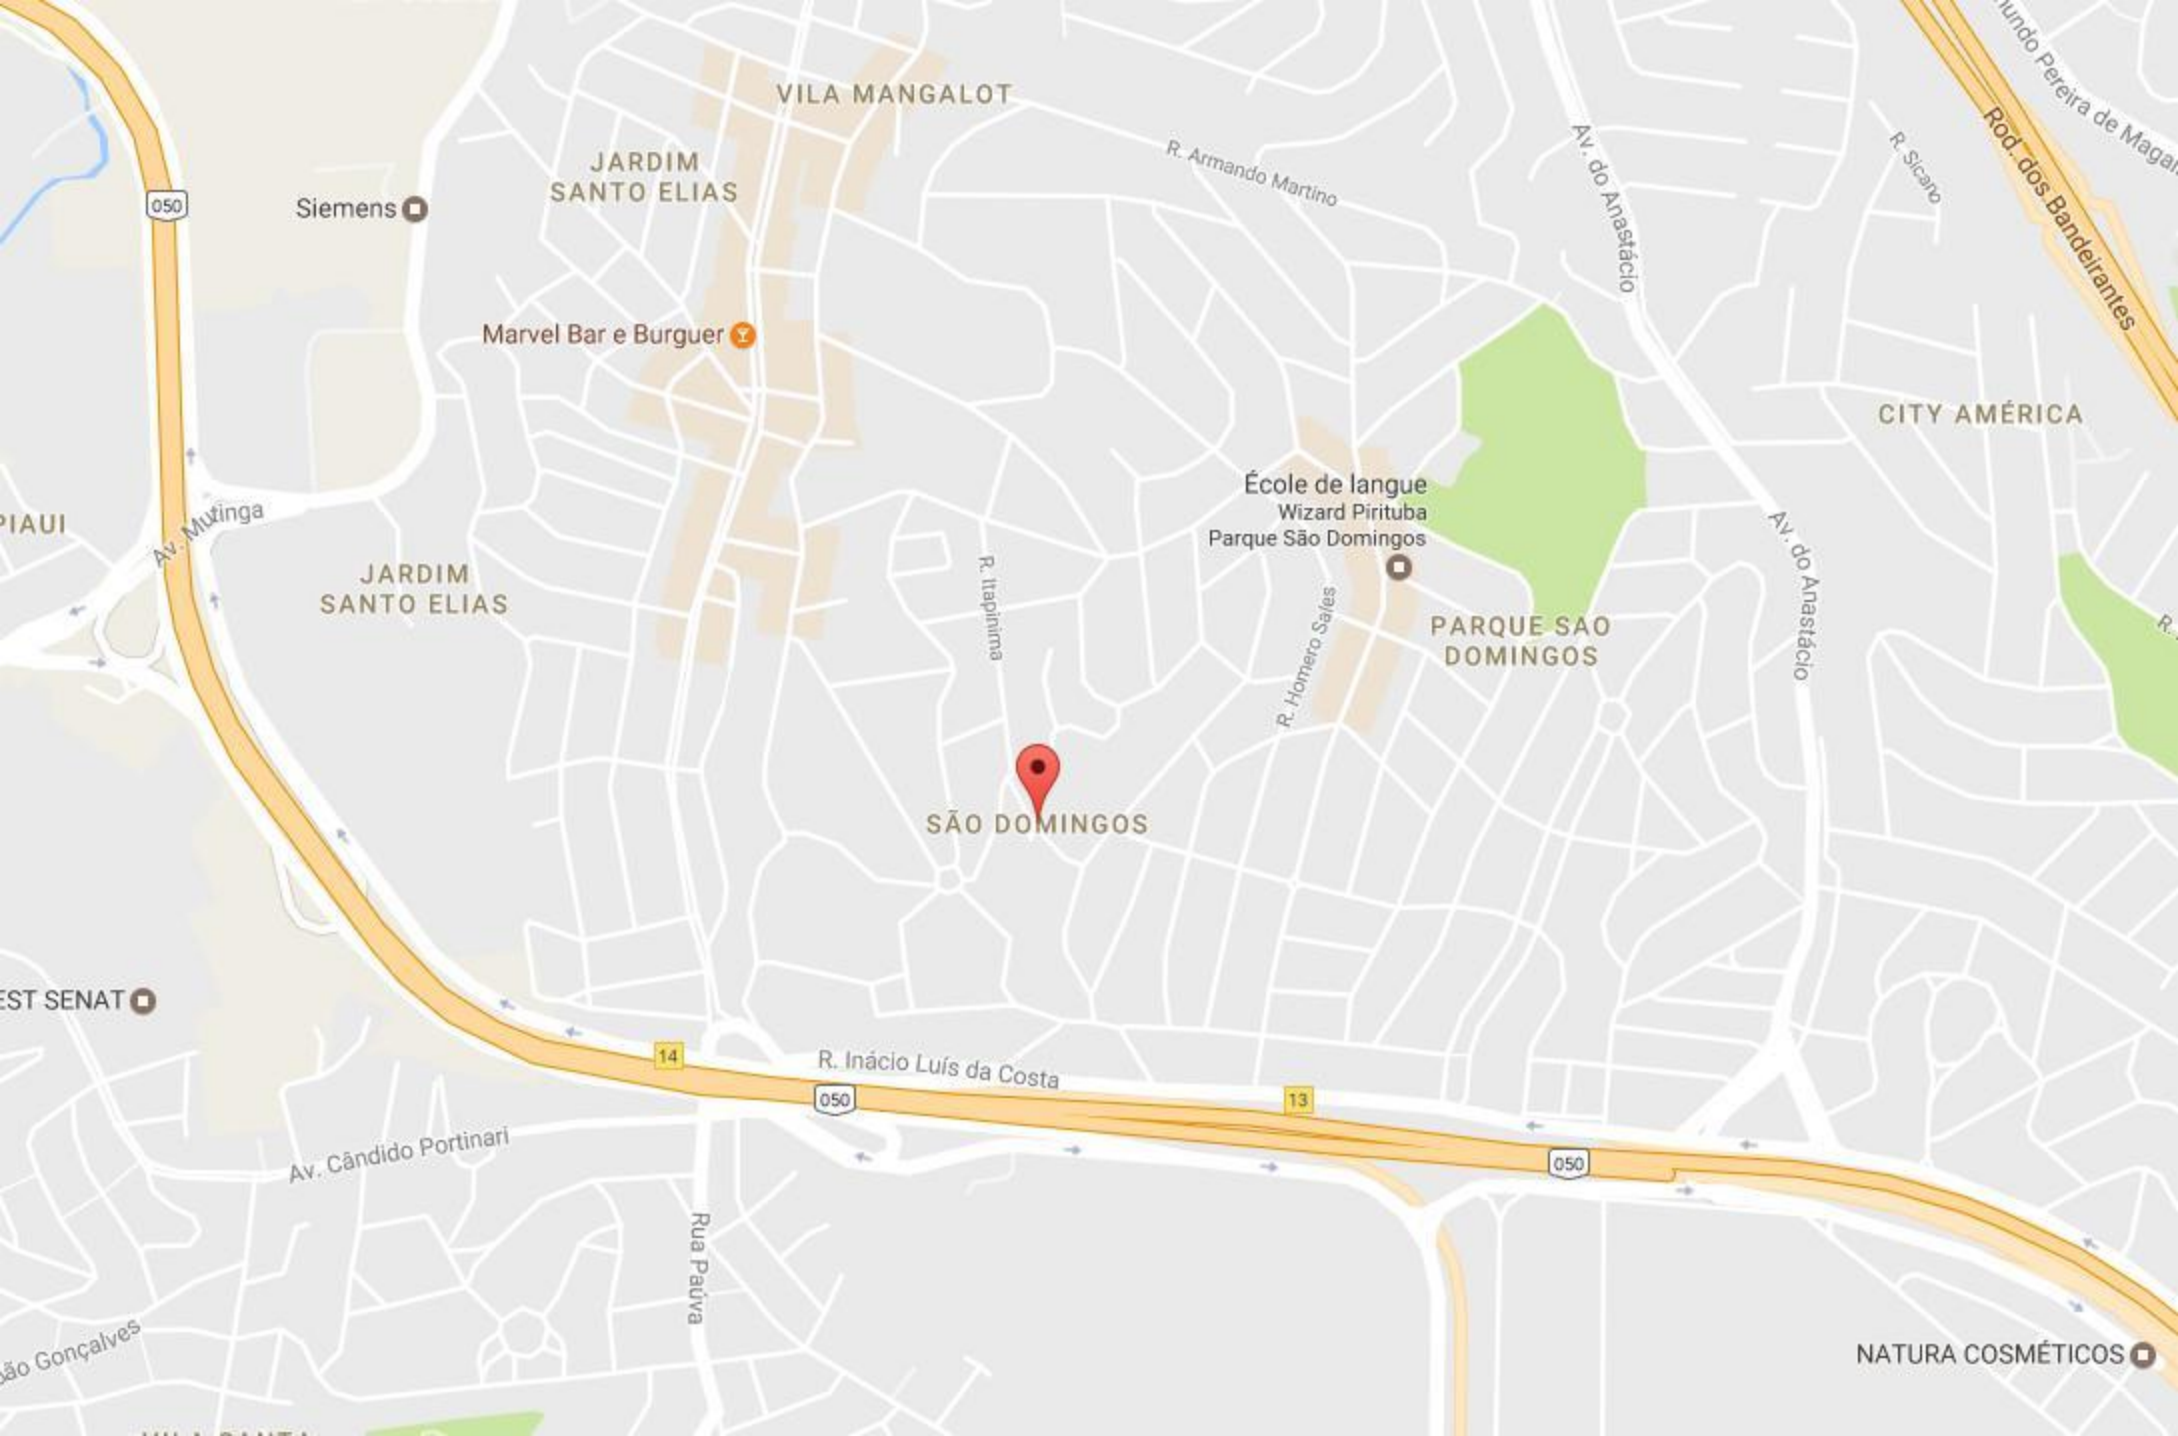 VILA MANGALOT
JARDIM
SANTO ELIAS
R. Armando Martino
Av. do Anastácio
R. Sicano
Rod. dos Bandeirantes
Pereira de
050
Siemens
Marvel Bar e Burguer
CITY AMÉRICA
École de langue
Wizard Pirituba
Parque São Domingos
Av. Mutinga
PIAUI
JARDIM
SANTO ELIAS
R. Itapinima
R. Homero Sales
PARQUE SAO
DOMINGOS
Av. do Anastácio
R.
SÃO DOMINGOS
EST SENAT
14
R. Inácio Luís da Costa
050
13
050
Av. Cândido Portinari
Rua Paúva
Gonçalves
NATURA COSMÉTICOS